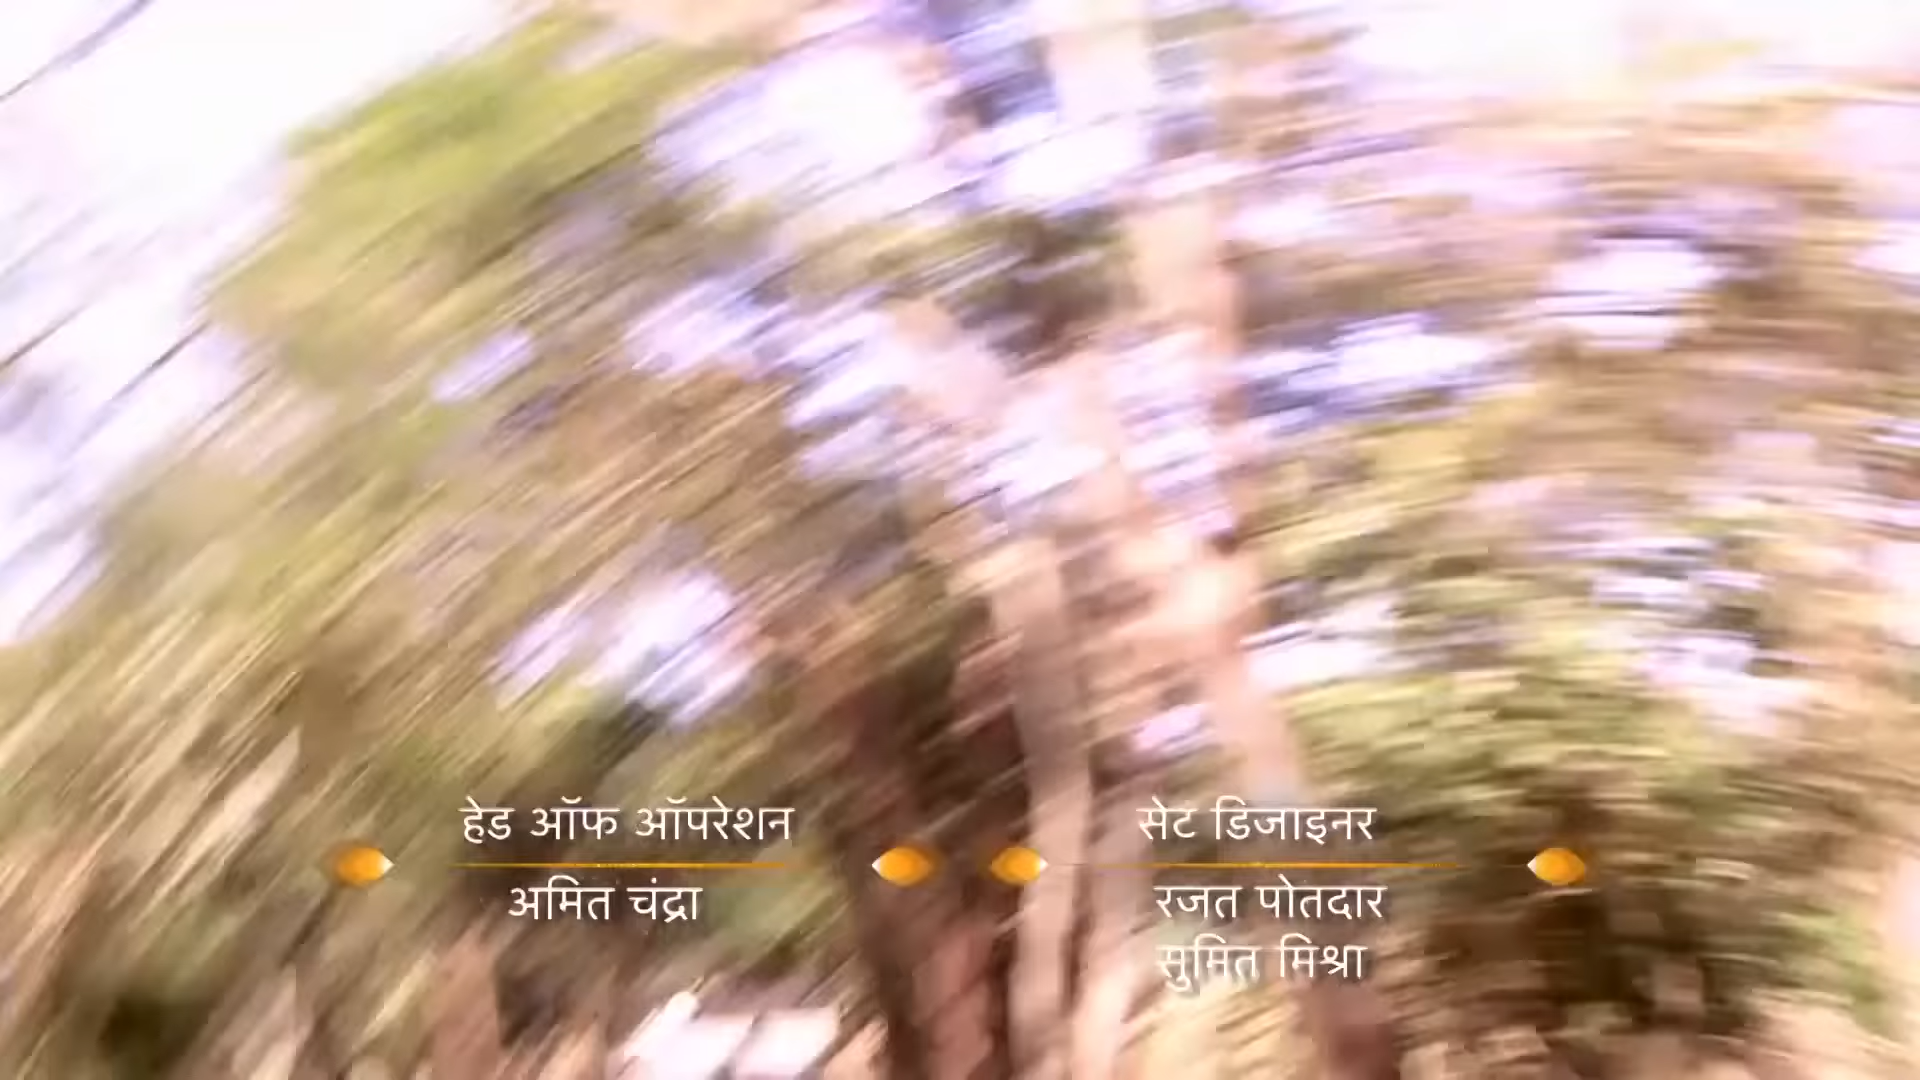 हेड ऑफ ऑपरेशन
अमित चंद्रा
सेट डिजाइनर
रजत पोतदार
सुमित मिश्रा